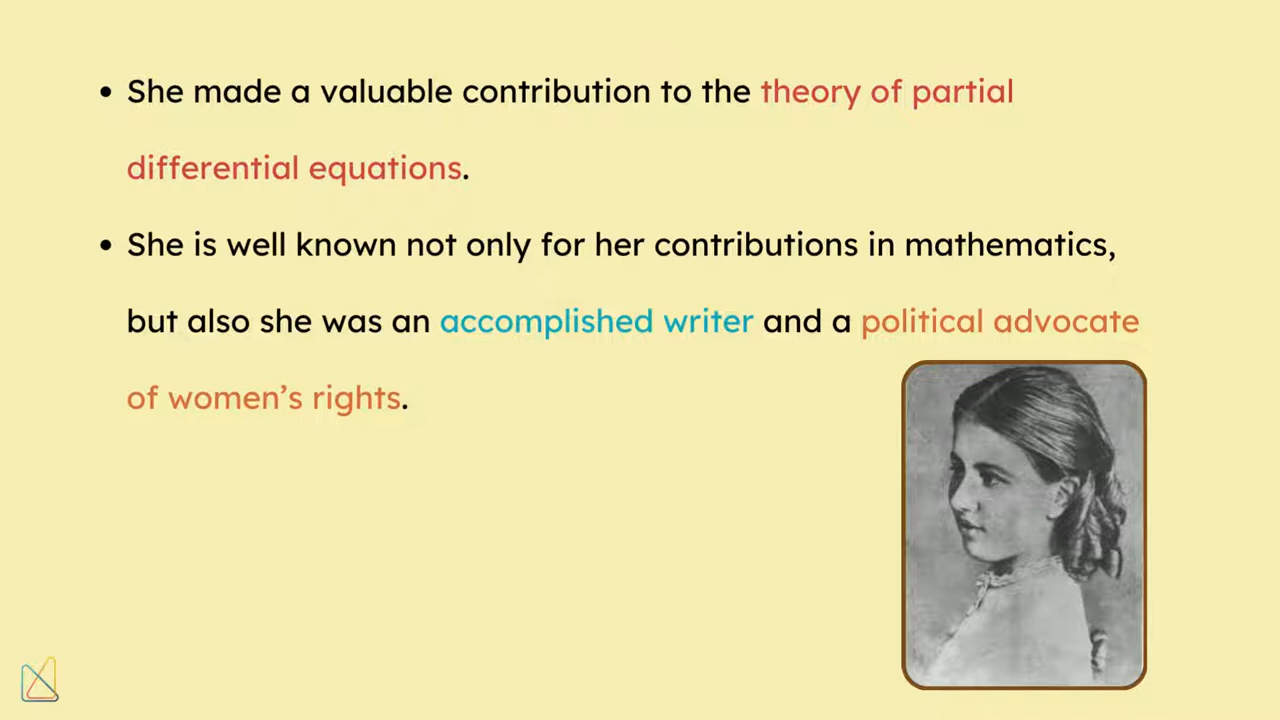 • She made a valuable contribution to the theory of partial
differential equations.
• She is well known not only for her contributions in mathematics,
but also she was an accomplished writer and a political advocate
of women’s rights.